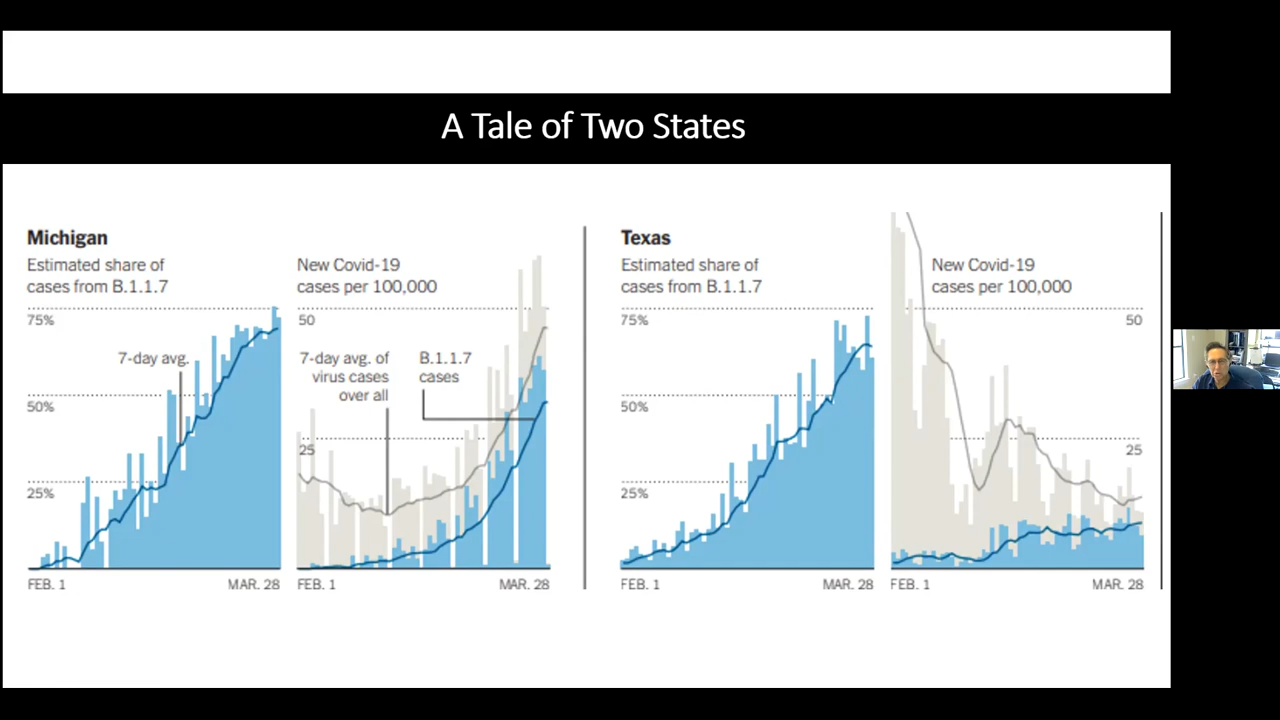 A Tale of Two States
Michigan
Estimated share of
cases from B.1.1.7
75%
7-day avg.
50%
25%
FEB. 1
MAR. 28
New Covid-19
cases per 100,000
50
7-day avg. of
virus cases
over all
B.1.1.7
cases
25
FEB. 1
MAR. 28
Texas
Estimated share of
cases from B.1.1.7
75%
50%
25%
FEB. 1
MAR. 28
New Covid-19
cases per 100,000
50
25
FEB. 1
MAR. 28